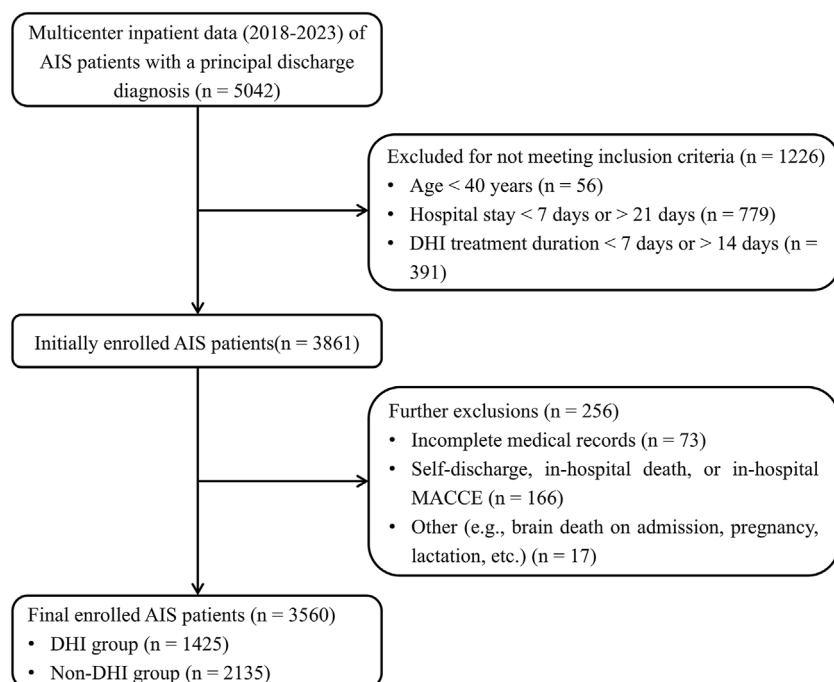 Multicenter inpatient data (2018-2023) of
AIS patients with a principal discharge
diagnosis (n = 5042)
Excluded for not meeting inclusion criteria (n = 1226)
• Age < 40 years (n = 56)
• Hospital stay < 7 days or > 21 days (n = 779)
• DHI treatment duration < 7 days or > 14 days (n =
391)
Initially enrolled AIS patients(n = 3861)
Further exclusions (n = 256)
• Incomplete medical records (n = 73)
• Self-discharge, in-hospital death, or in-hospital
MACCE (n = 166)
• Other (e.g., brain death on admission, pregnancy,
lactation, etc.) (n = 17)
Final enrolled AIS patients (n = 3560)
• DHI group (n = 1425)
• Non-DHI group (n = 2135)